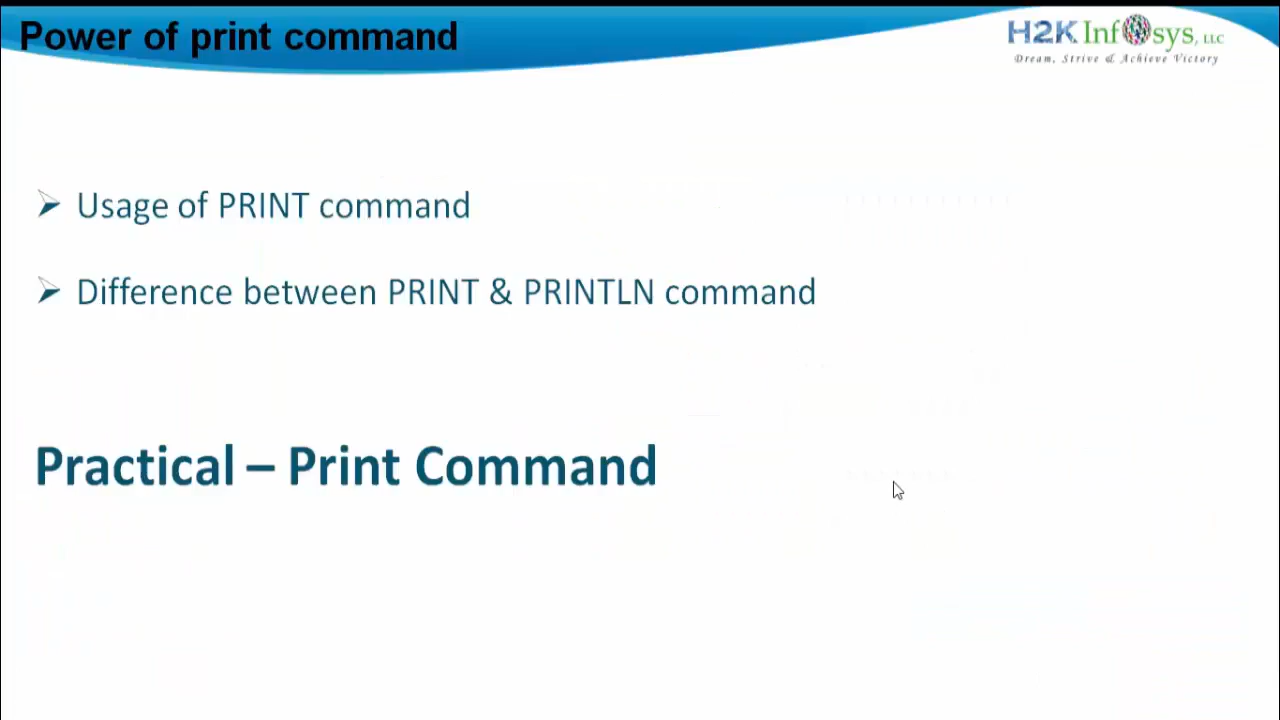 Power of print command
H2K Infosys, LLC
Dream, Strive & Achieve Victory
Usage of PRINT command
Difference between PRINT & PRINTLN command
Practical – Print Command